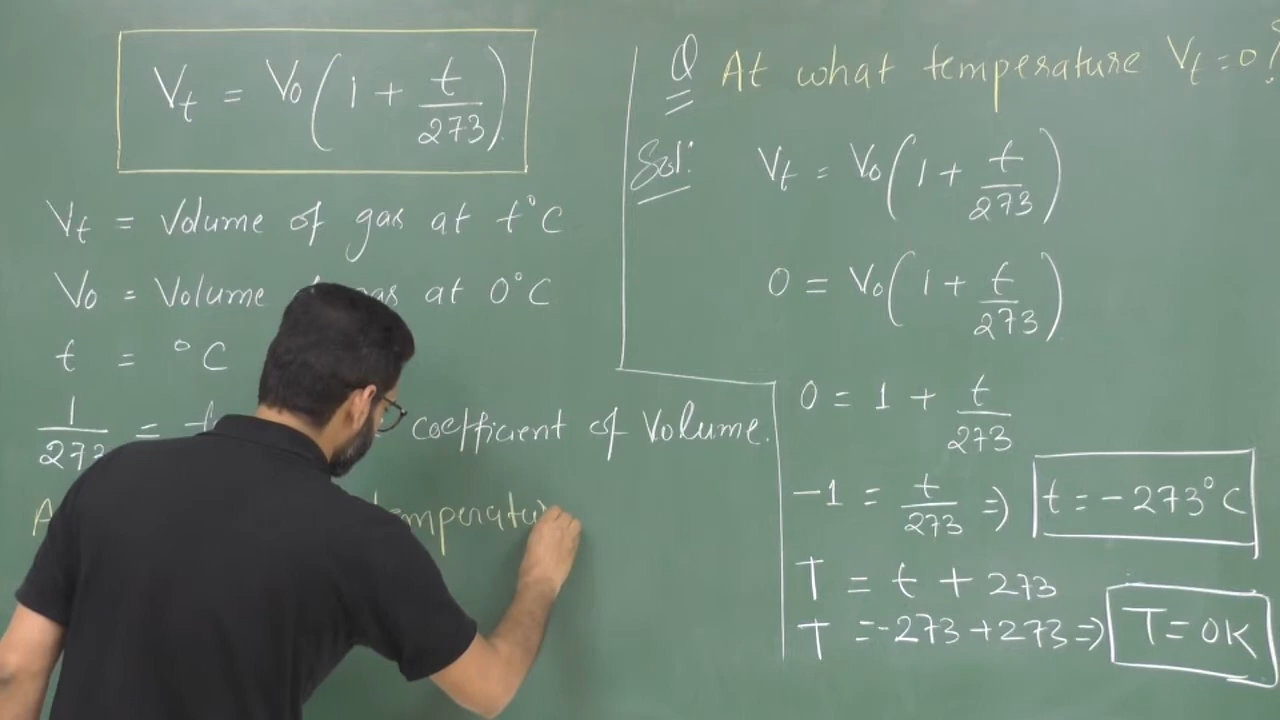 Vt = V0 (1 + t/273)
Vt = Volume of gas at t°C
V0 = Volume gas at 0°C
t = °C
1/273 = coefficient of Volume.
Q At what temperature Vt = 0?
Sol: Vt = V0 (1 + t/273)
0 = V0 (1 + t/273)
0 = 1 + t/273
-1 = t/273 ⇒ t = -273°C
T = t + 273
T = -273 + 273 ⇒ T = 0K